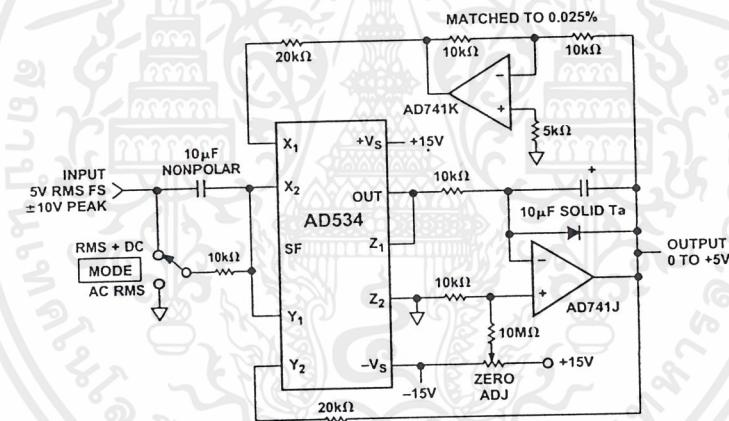 MATCHED TO 0.025%
20kΩ
10kΩ
10kΩ
AD741K
5kΩ
10μF
NONPOLAR
INPUT
5V RMS FS
±10V PEAK
X1
X2
+VS
+15V
OUT
10kΩ
+
10μF SOLID Ta
AD534
SF
Z1
RMS + DC
MODE
AC RMS
10kΩ
OUTPUT
0 TO +5V
AD741J
Y1
Z2
10kΩ
10MΩ
Y2
–VS
–15V
ZERO
ADJ
+15V
20kΩ